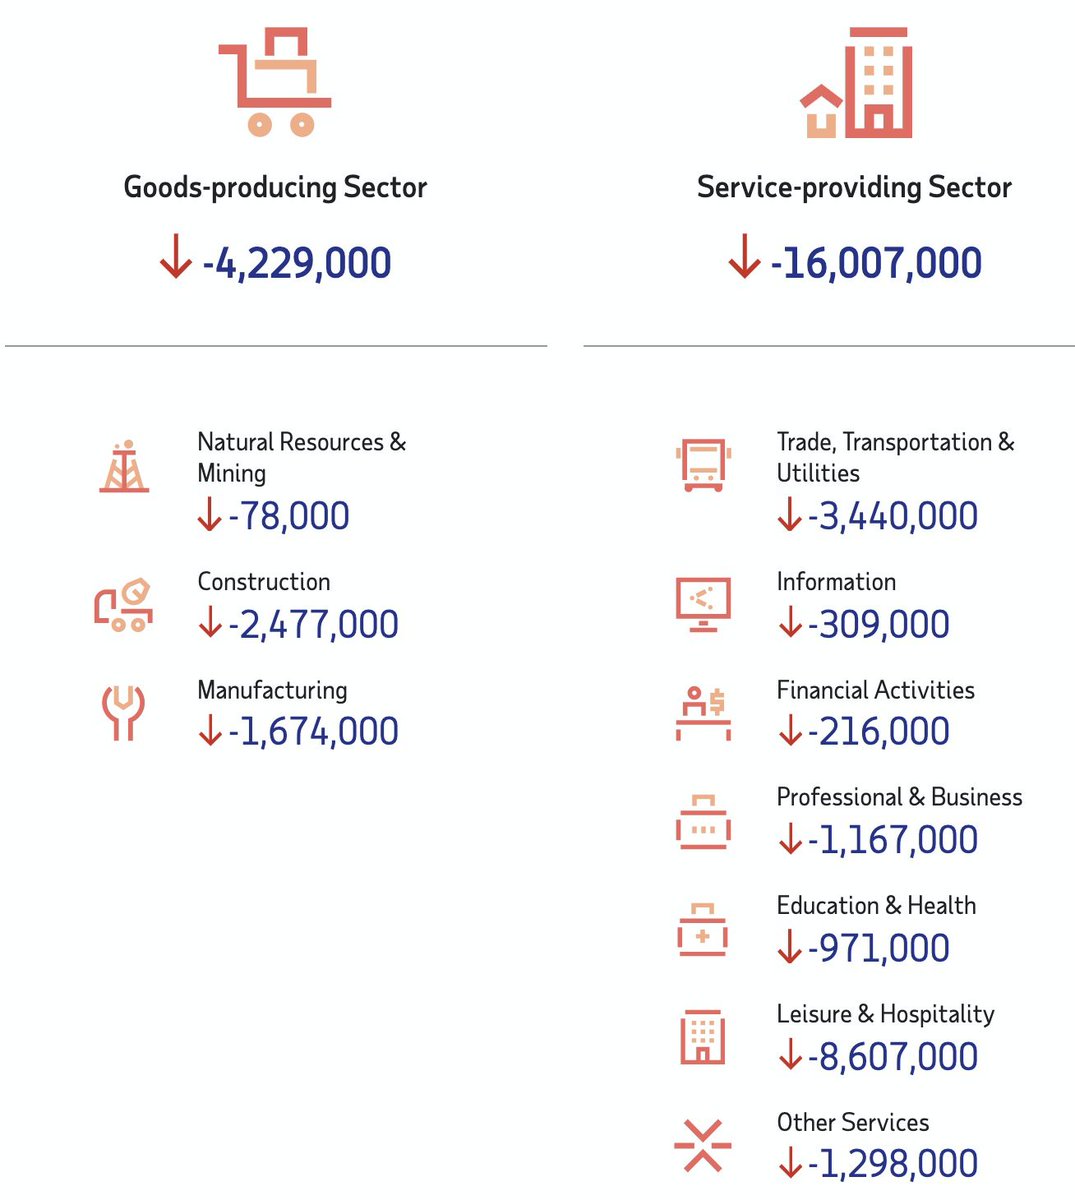 Goods-producing Sector
-4,229,000
Natural Resources &
Mining
-78,000
Construction
-2,477,000
Manufacturing
-1,674,000
Service-providing Sector
-16,007,000
Trade, Transportation &
Utilities
-3,440,000
Information
-309,000
Financial Activities
-216,000
Professional & Business
-1,167,000
Education & Health
-971,000
Leisure & Hospitality
-8,607,000
Other Services
-1,298,000